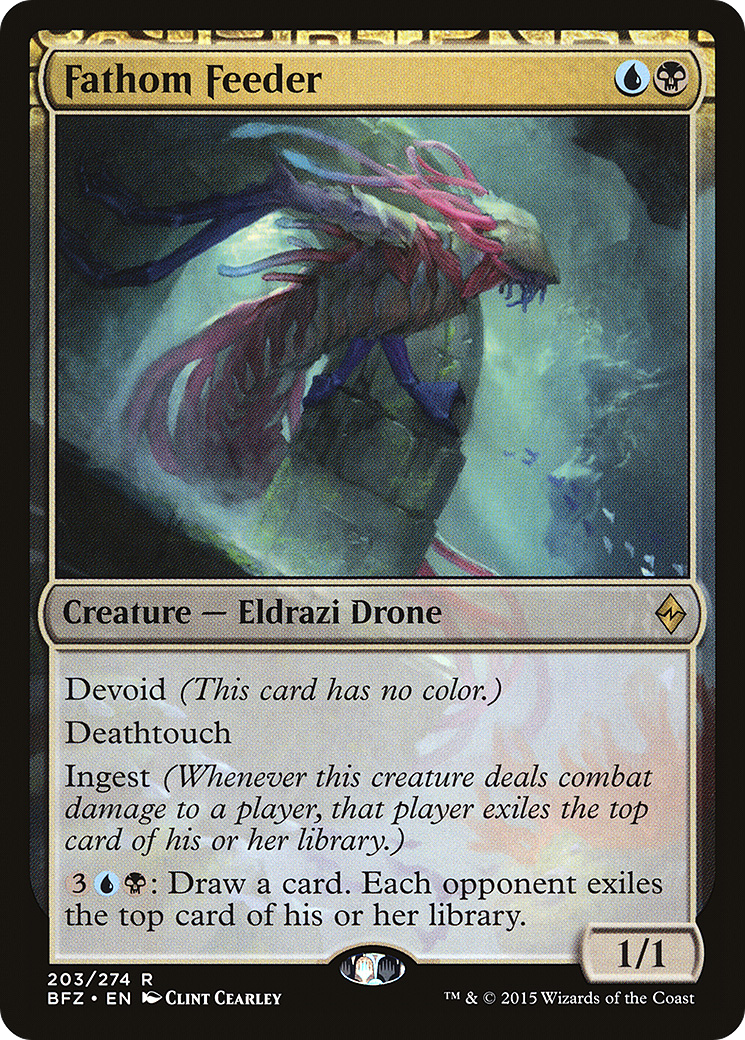 Fathom Feeder
Creature — Eldrazi Drone
Devoid (This card has no color.)
Deathtouch
Ingest (Whenever this creature deals combat
damage to a player, that player exiles the top
card of his or her library.)
3: Draw a card. Each opponent exiles
the top card of his or her library.
1/1
203/274 R
BFZ • EN CLINT CEARLEY
™ & © 2015 Wizards of the Coast